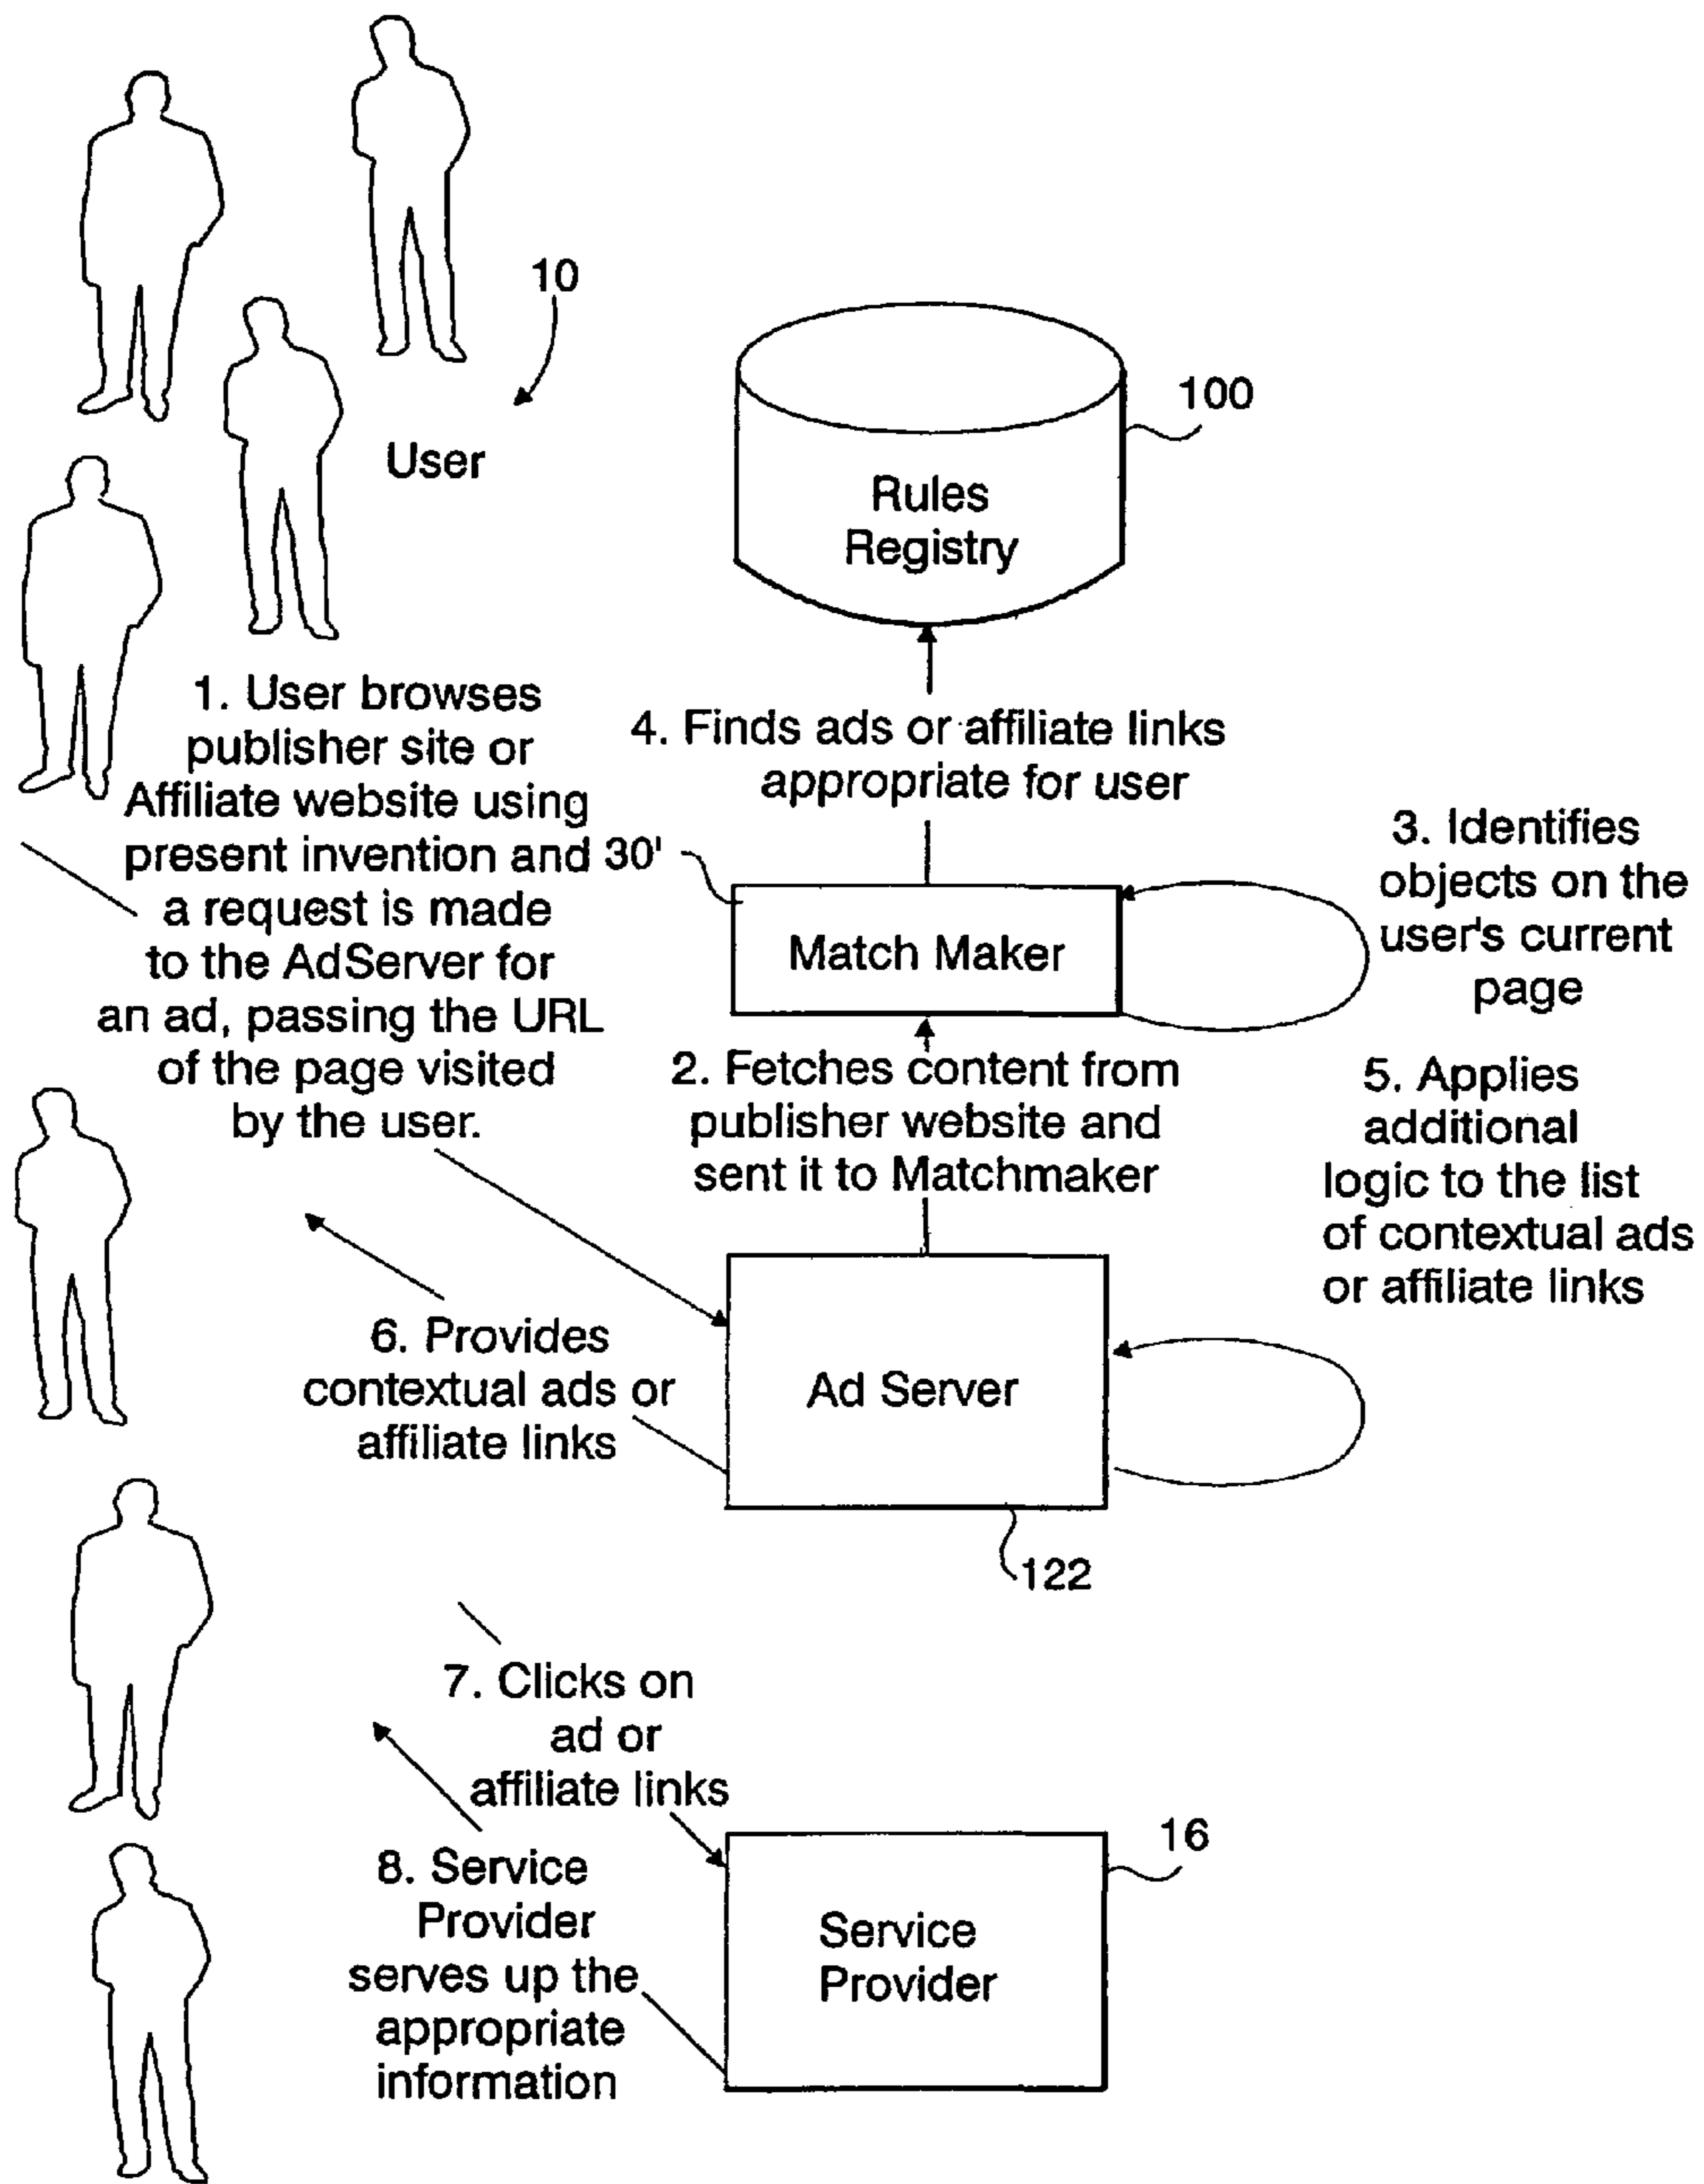 10
User
100
Rules
Registry
1. User browses
publisher site or
Affiliate website using
present invention and
a request is made
to the AdServer for
an ad, passing the URL
of the page visited
by the user.
4. Finds ads or affiliate links
appropriate for user
30'
Match Maker
3. Identifies
objects on the
user's current
page
2. Fetches content from
publisher website and
sent it to Matchmaker
5. Applies
additional
logic to the list
of contextual ads
or affiliate links
6. Provides
contextual ads or
affiliate links
Ad Server
122
7. Clicks on
ad or
affiliate links
16
8. Service
Provider
serves up the
appropriate
information
Service
Provider